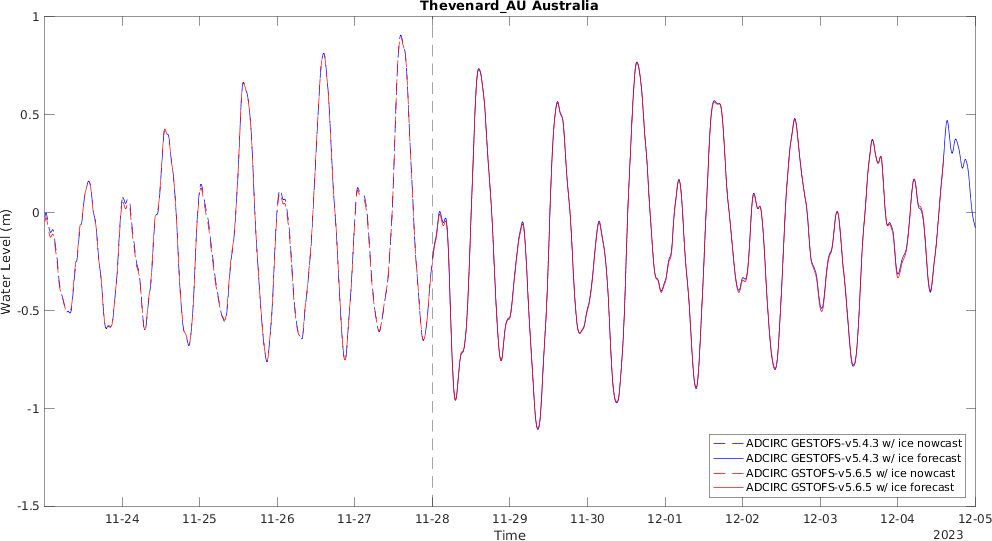 Thevenard_AU Australia
1
0.5
0
-0.5
-1
-1.5
Water Level (m)
11-24 11-25 11-26 11-27 11-28 11-29 11-30 12-01 12-02 12-03 12-04 12-05
Time
2023
ADCIRC GESTOFS-v5.4.3 w/ ice nowcast
ADCIRC GESTOFS-v5.4.3 w/ ice forecast
ADCIRC GSTOFS-v5.6.5 w/ ice nowcast
ADCIRC GSTOFS-v5.6.5 w/ ice forecast